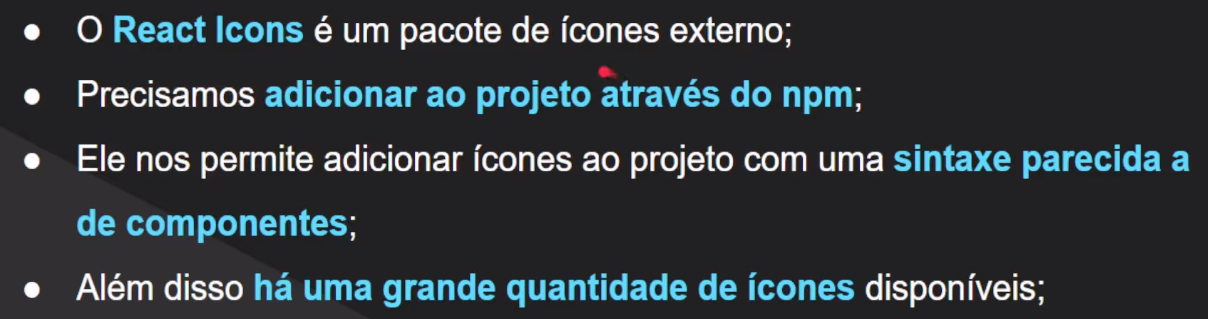 ● O React Icons é um pacote de ícones externo;
● Precisamos adicionar ao projeto através do npm;
● Ele nos permite adicionar ícones ao projeto com uma sintaxe parecida a
de componentes;
● Além disso há uma grande quantidade de ícones disponíveis;